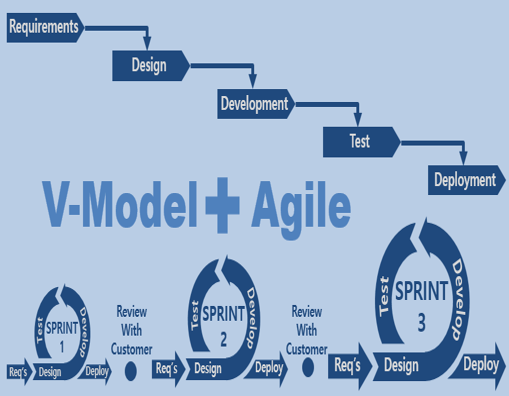 Requirements
Design
Development
Test
Deployment
V-Model + Agile
Test
Develop
SPRINT
1
Req's
Design
Deploy
Review
With
Customer
Test
Develop
SPRINT
2
Req's
Design
Deploy
Review
With
Customer
Test
Develop
SPRINT
3
Req's
Design
Deploy